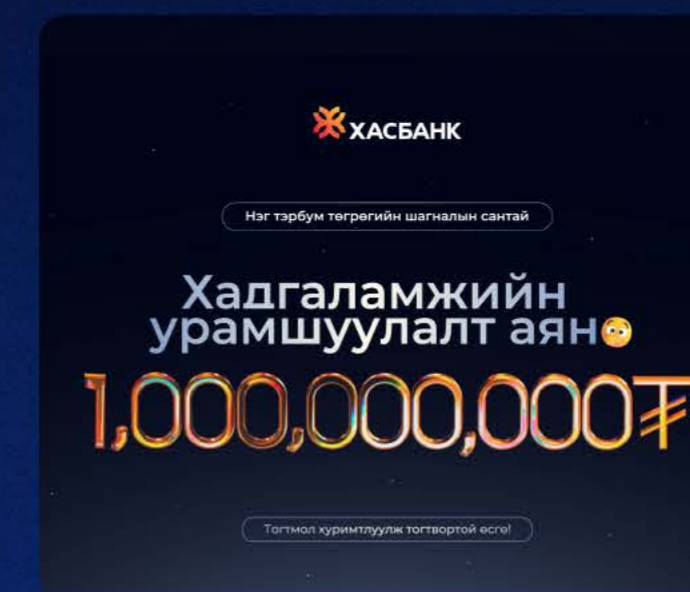 ХАСБАНК
Нэг тэрбум төгрөгийн шагналын сантай
Хадгаламжийн
урамшуулалт аян
1,000,000,000₮
Тогтмол хуримтлуулж тогтвортой өсгө!